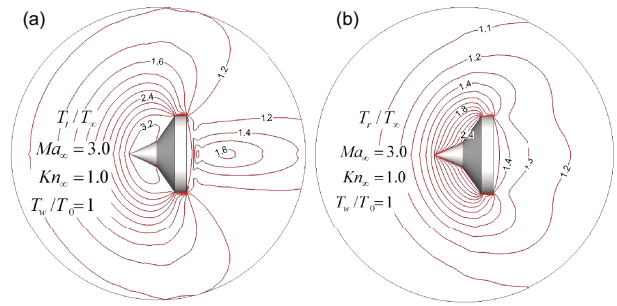 (a)
1.6
1.2
2.4
3.2
T_t / T_∞
Ma_∞ = 3.0
Kn_∞ = 1.0
T_w / T_0 = 1
1.2
1.4
1.8
(b)
1.1
1.2
1.4
1.8
2.4
T_r / T_∞
Ma_∞ = 3.0
Kn_∞ = 1.0
T_w / T_0 = 1
1.4
1.3
1.2